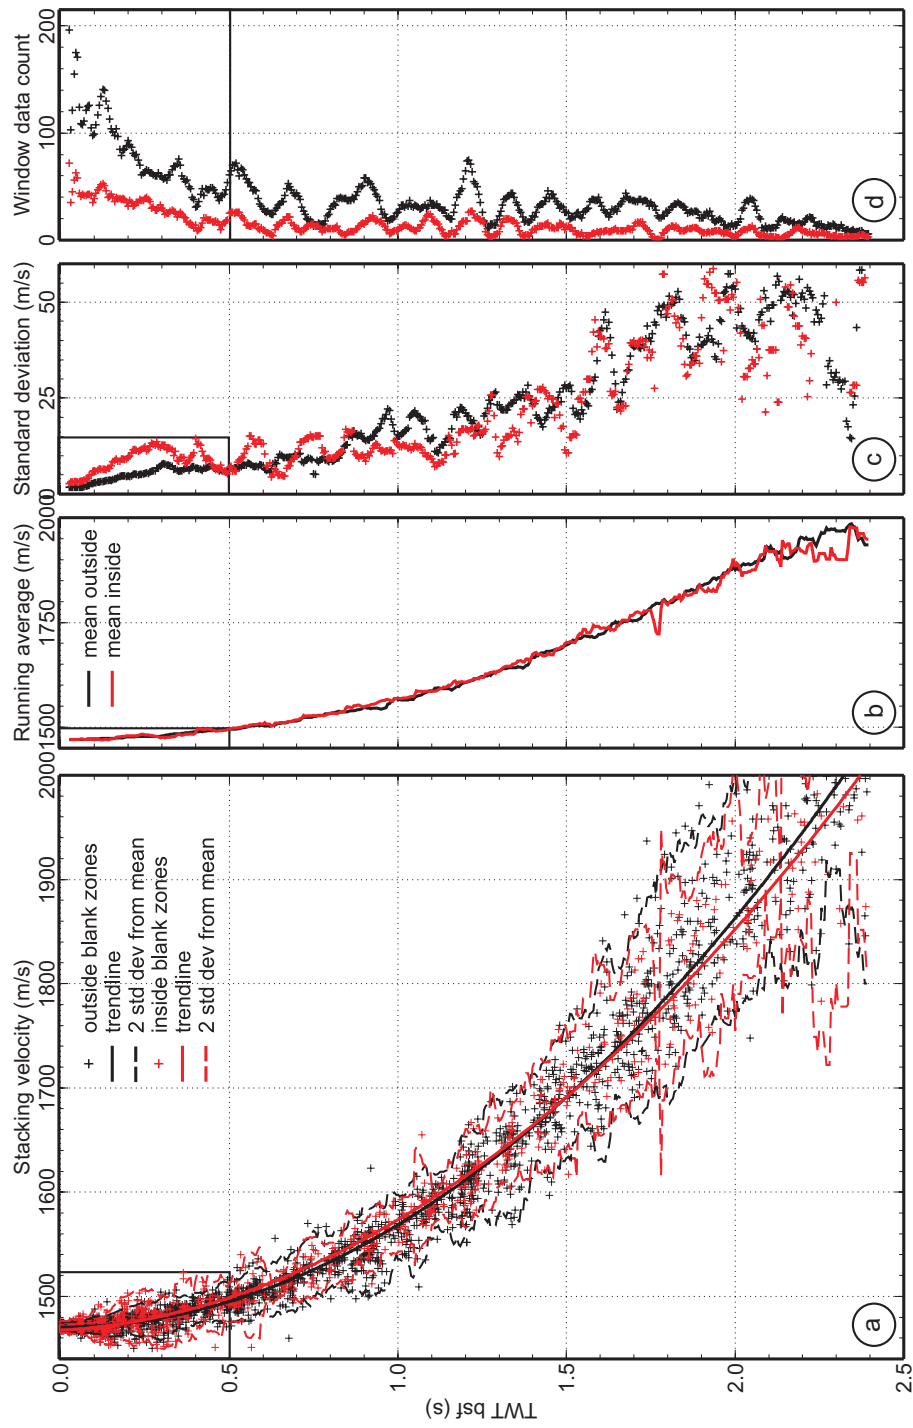 Stacking velocity (m/s)
1500
1600
1700
1800
1900
2000
+ outside blank zones
trendline
2 std dev from mean
+ inside blank zones
trendline
2 std dev from mean
TWT bsf (s)
0.0
0.5
1.0
1.5
2.0
2.5
a
Running average (m/s)
1500
1750
2000
mean outside
mean inside
b
Standard deviation (m/s)
0
25
50
c
Window data count
0
100
200
d